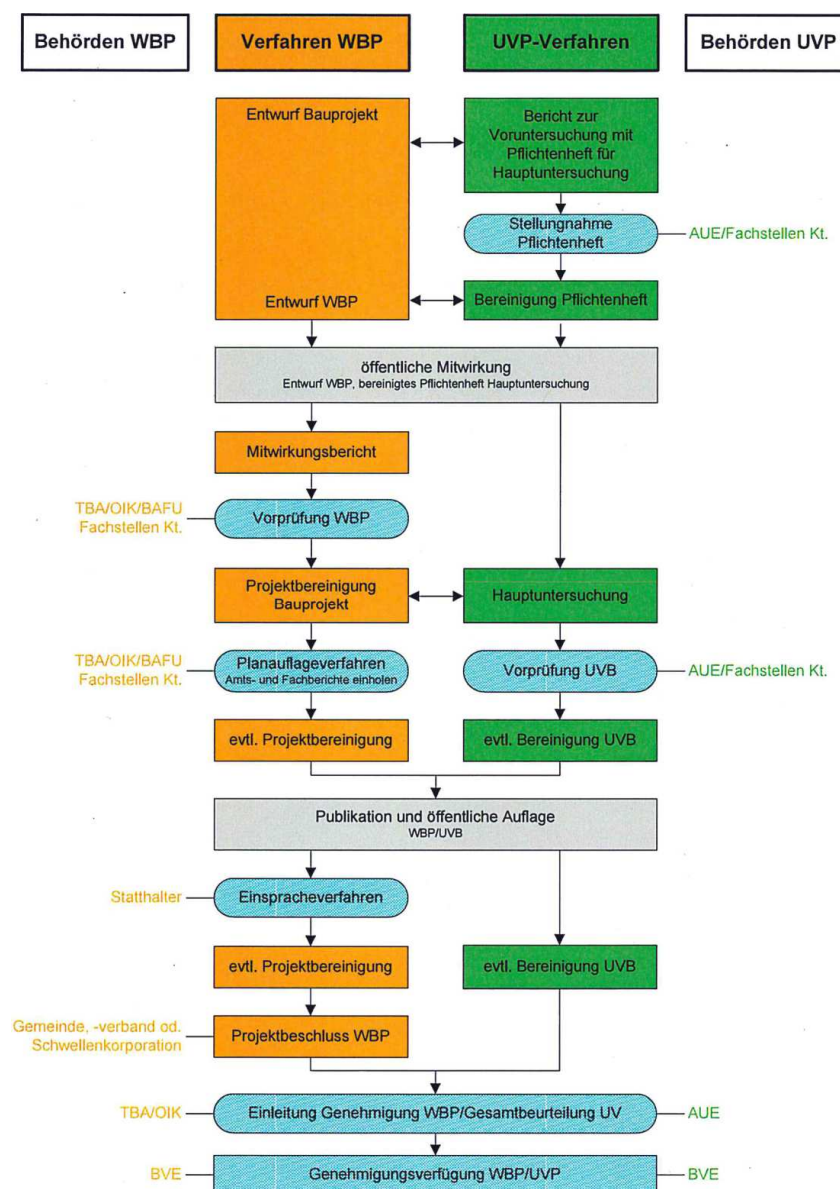 Behörden WBP
Verfahren WBP
UVP-Verfahren
Behörden UVP
Entwurf Bauprojekt
Bericht zur
Voruntersuchung mit
Pflichtenheft für
Hauptuntersuchung
Stellungnahme
Pflichtenheft
AUE/Fachstellen Kt.
Entwurf WBP
Bereinigung Pflichtenheft
öffentliche Mitwirkung
Entwurf WBP, bereinigtes Pflichtenheft Hauptuntersuchung
Mitwirkungsbericht
TBA/OIK/BAFU
Fachstellen Kt.
Vorprüfung WBP
Projektbereinigung
Bauprojekt
Hauptuntersuchung
TBA/OIK/BAFU
Fachstellen Kt.
Planauflageverfahren
Amts- und Fachberichte einholen
Vorprüfung UVB
AUE/Fachstellen Kt.
evtl. Projektbereinigung
evtl. Bereinigung UVB
Publikation und öffentliche Auflage
WBP/UVB
Statthalter
Einspracheverfahren
evtl. Projektbereinigung
evtl. Bereinigung UVB
Gemeinde, -verband od.
Schwellenkorporation
Projektbeschluss WBP
TBA/OIK
Einleitung Genehmigung WBP/Gesamtbeurteilung UV
AUE
BVE
Genehmigungsverfügung WBP/UVP
BVE